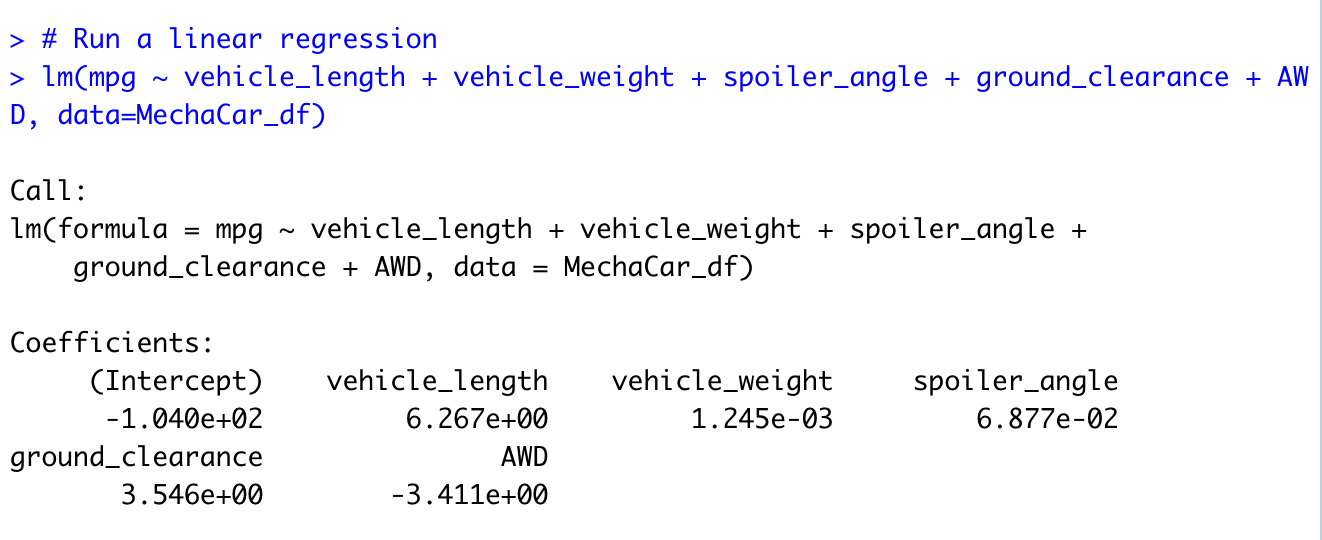 > # Run a linear regression
> lm(mpg ~ vehicle_length + vehicle_weight + spoiler_angle + ground_clearance + AW
D, data=MechaCar_df)
Call:
lm(formula = mpg ~ vehicle_length + vehicle_weight + spoiler_angle +
    ground_clearance + AWD, data = MechaCar_df)
Coefficients:
     (Intercept)    vehicle_length    vehicle_weight     spoiler_angle
      -1.040e+02         6.267e+00         1.245e-03         6.877e-02
ground_clearance               AWD
       3.546e+00        -3.411e+00